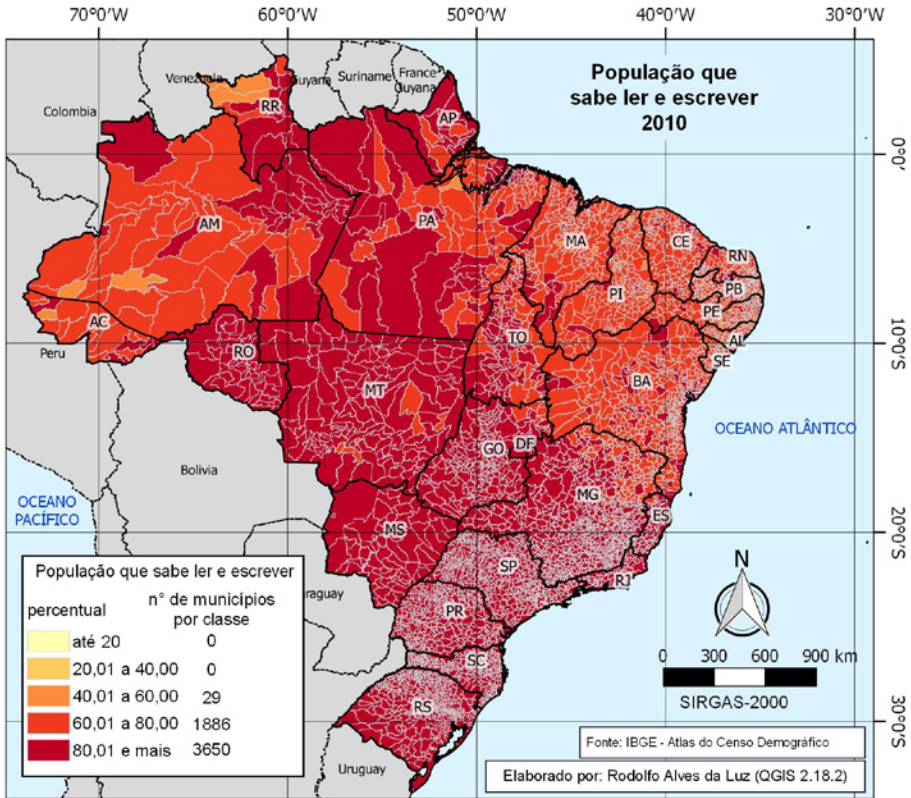 70°0'W 60°0'W 50°0'W 40°0'W 30°0'W
População que
sabe ler e escrever
2010
Venezuela
Guyana
Suriname
France
Guyana
Colombia
RR
AP
0°0'
AM
PA
MA
CE
RN
PB
PI
PE
AC
AL
TO
SE
10°0'S
Peru
RO
BA
MT
OCEANO ATLÂNTICO
GO
DF
Bolivia
MG
OCEANO
PACÍFICO
ES
20°0'S
MS
SP
RJ
N
População que sabe ler e escrever
percentual
n° de municípios
por classe
até 20 0
20,01 a 40,00 0
40,01 a 60,00 29
60,01 a 80,00 1886
80,01 e mais 3650
araguay
PR
SC
RS
0 300 600 900 km
SIRGAS-2000
30°0'S
Fonte: IBGE - Atlas do Censo Demográfico
Uruguay
Elaborado por: Rodolfo Alves da Luz (QGIS 2.18.2)